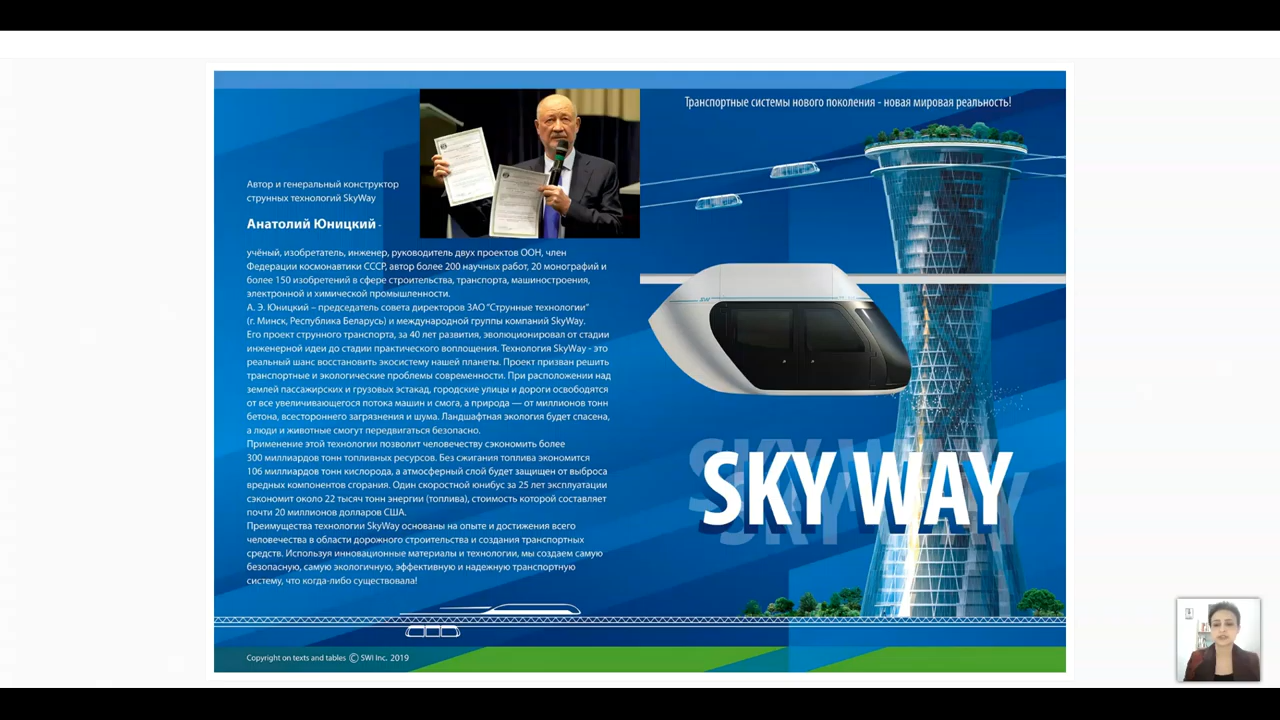 Автор и генеральный конструктор
струнных технологий SkyWay
Анатолий Юницкий -
учёный, изобретатель, инженер, руководитель двух проектов ООН, член
Федерации космонавтики СССР, автор более 200 научных работ, 20 монографий и
более 150 изобретений в сфере строительства, транспорта, машиностроения,
электронной и химической промышленности.
А. Э. Юницкий – председатель совета директоров ЗАО "Струнные технологии"
(г. Минск, Республика Беларусь) и международной группы компаний SkyWay.
Его проект струнного транспорта, за 40 лет развития, эволюционировал от стадии
инженерной идеи до стадии практического воплощения. Технология SkyWay - это
реальный шанс восстановить экосистему нашей планеты. Проект призван решить
транспортные и экологические проблемы современности. При расположении над
землей пассажирских и грузовых эстакад, городские улицы и дороги освободятся
от все увеличивающегося потока машин и смога, а природа — от миллионов тонн
бетона, всестороннего загрязнения и шума. Ландшафтная экология будет спасена,
а люди и животные смогут передвигаться безопасно.
Применение этой технологии позволит человечеству сэкономить более
300 миллиардов тонн топливных ресурсов. Без сжигания топлива экономится
106 миллиардов тонн кислорода, а атмосферный слой будет защищен от выброса
вредных компонентов сгорания. Один скоростной юнибус за 25 лет эксплуатации
сэкономит около 22 тысяч тонн энергии (топлива), стоимость которой составляет
почти 20 миллионов долларов США.
Преимущества технологии SkyWay основаны на опыте и достижения всего
человечества в области дорожного строительства и создания транспортных
средств. Используя инновационные материалы и технологии, мы создаем самую
безопасную, самую экологичную, эффективную и надежную транспортную
систему, что когда-либо существовала!
Copyright on texts and tables © SWI Inc. 2019
Транспортные системы нового поколения - новая мировая реальность!
SW
SKY WAY